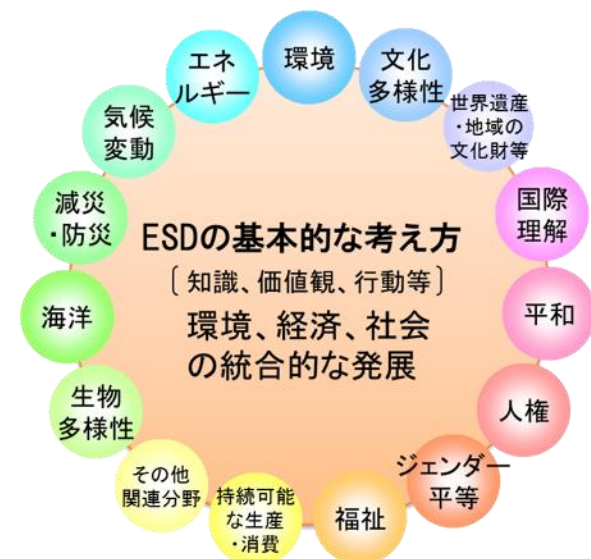 環境
文化
多様性
世界遺産
・地域の
文化財等
国際
理解
平和
人権
ジェンダー
平等
福祉
持続可能
な生産
・消費
その他
関連分野
生物
多様性
海洋
減災
・防災
気候
変動
エネ
ルギー
ESDの基本的な考え方
〔知識、価値観、行動等〕
環境、経済、社会
の統合的な発展